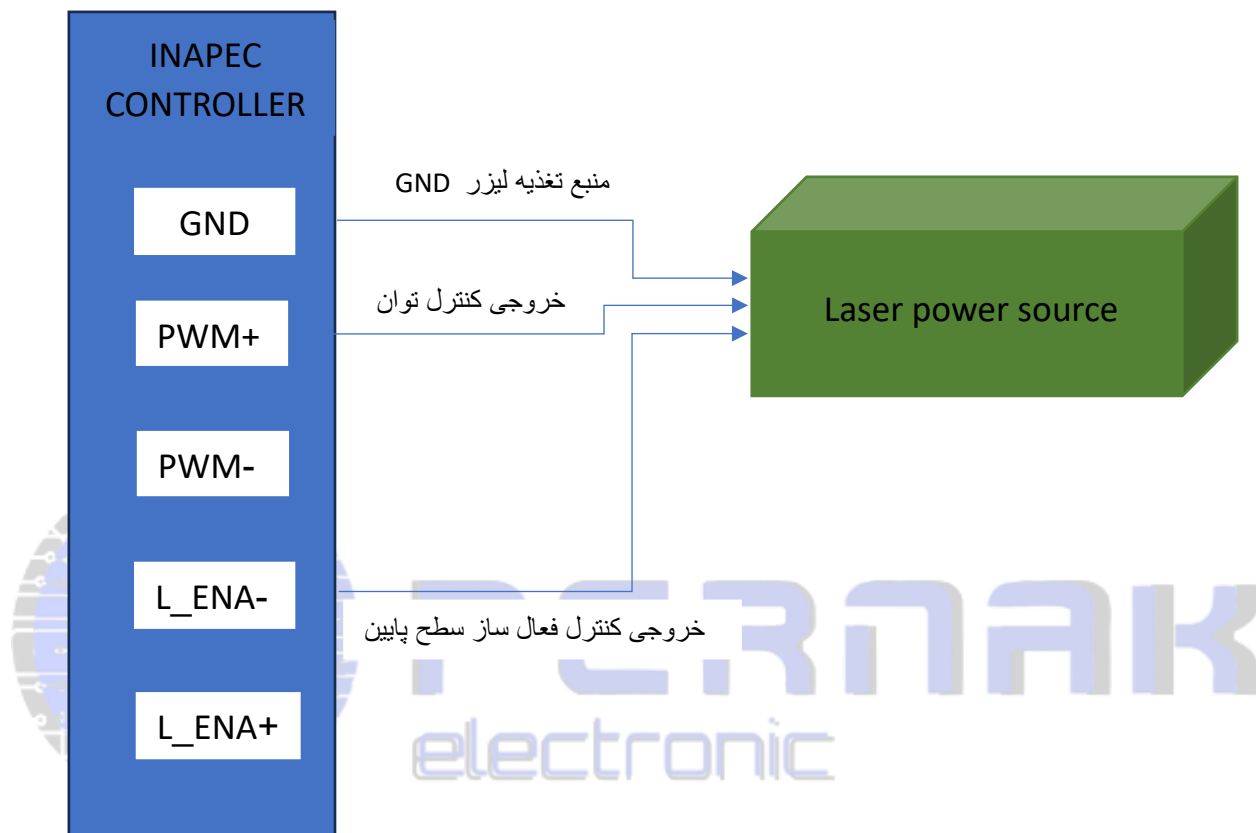 INAPEC
CONTROLLER
GND
منبع تغذیه لیزر GND
PWM+
خروجی کنترل توان
Laser power source
PWM-
L_ENA-
خروجی کنترل فعال ساز سطح پایین
L_ENA+
PERNAK
electronic